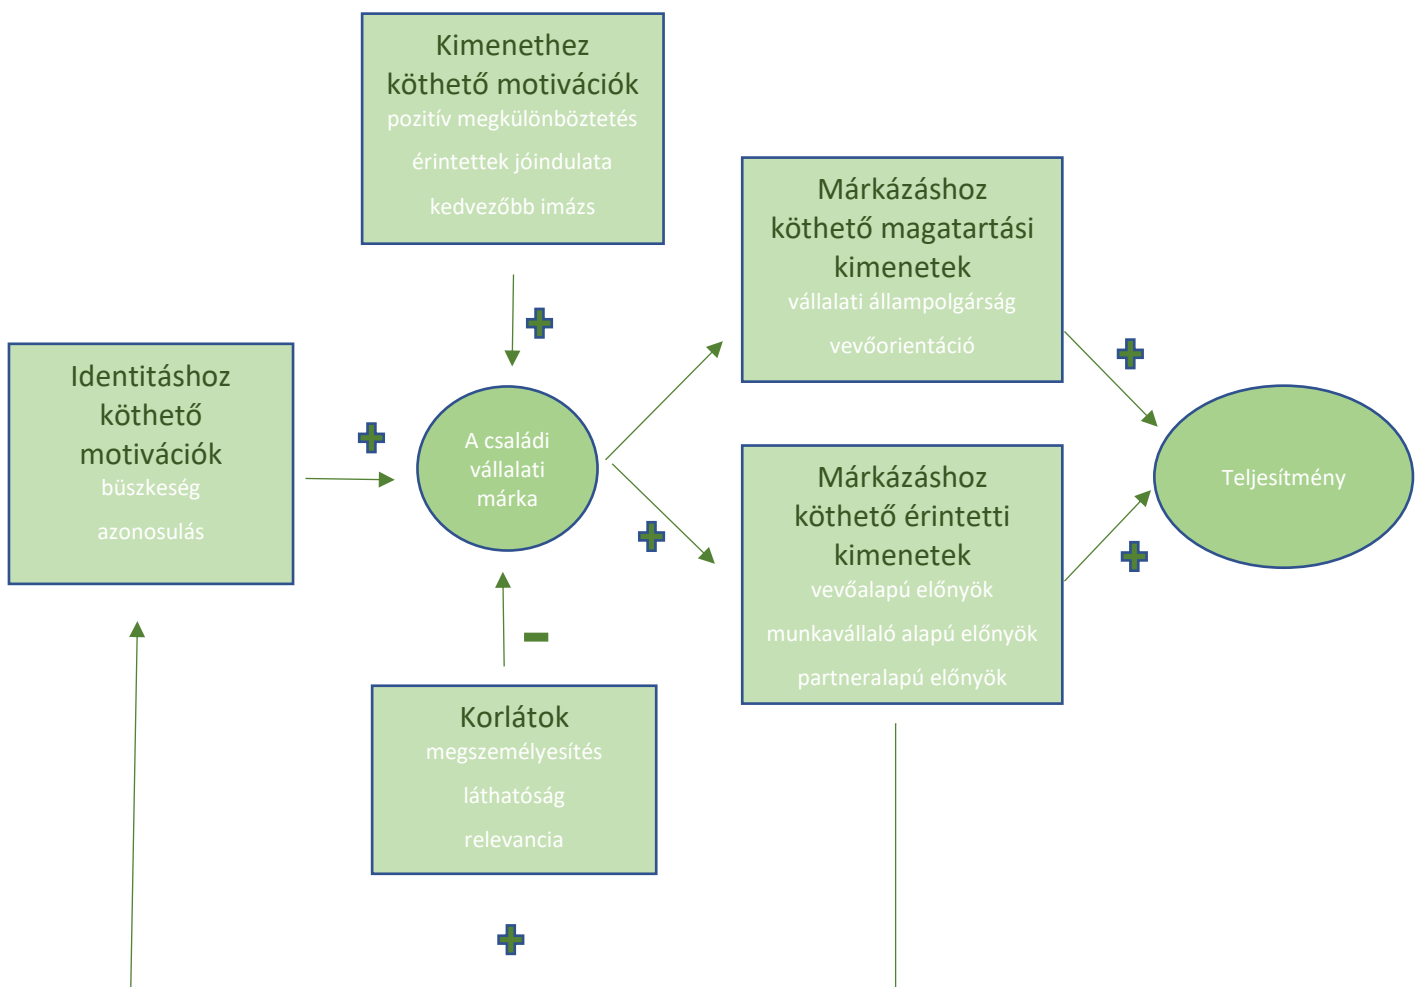 Kimenethez
köthető motivációk
pozitív megkülönböztetés
érintettek jóindulata
kedvezőbb imázs
Márkázáshoz
köthető magatartási
kimenetek
vállalati állampolgárság
vevőorientáció
Identitáshoz
köthető
motivációk
büszkeség
azonosulás
A családi
vállalati
márka
Márkázáshoz
köthető érintetti
kimenetek
vevőalapú előnyök
munkavállaló alapú előnyök
partneralapú előnyök
Teljesítmény
Korlátok
megszemélyesítés
láthatóság
relevancia